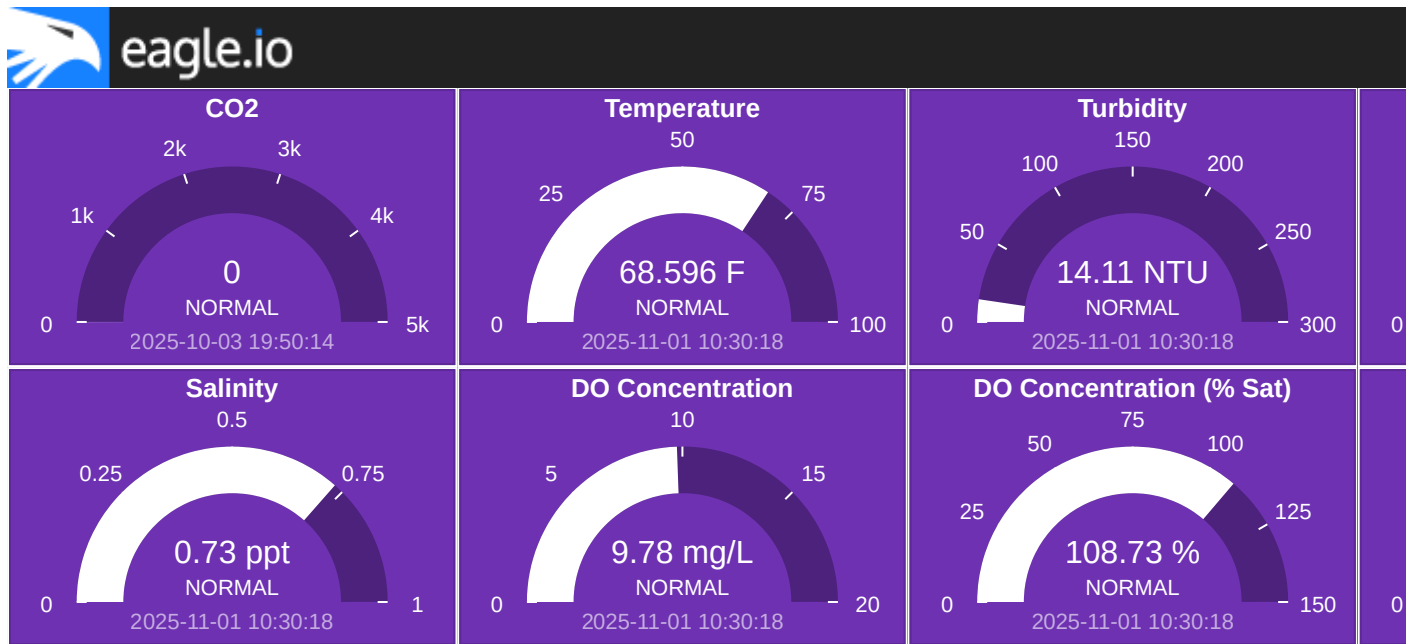 eagle.io
CO2
2k 3k
1k 4k
0
NORMAL
0 5k
2025-10-03 19:50:14
Temperature
50
25 75
68.596 F
NORMAL
0 100
2025-11-01 10:30:18
Turbidity
150
100 200
50 250
14.11 NTU
NORMAL
0 300
2025-11-01 10:30:18
0
Salinity
0.5
0.25 0.75
0.73 ppt
NORMAL
0 1
2025-11-01 10:30:18
DO Concentration
10
5 15
9.78 mg/L
NORMAL
0 20
2025-11-01 10:30:18
DO Concentration (% Sat)
75
50 100
25 125
108.73 %
NORMAL
0 150
2025-11-01 10:30:18
0